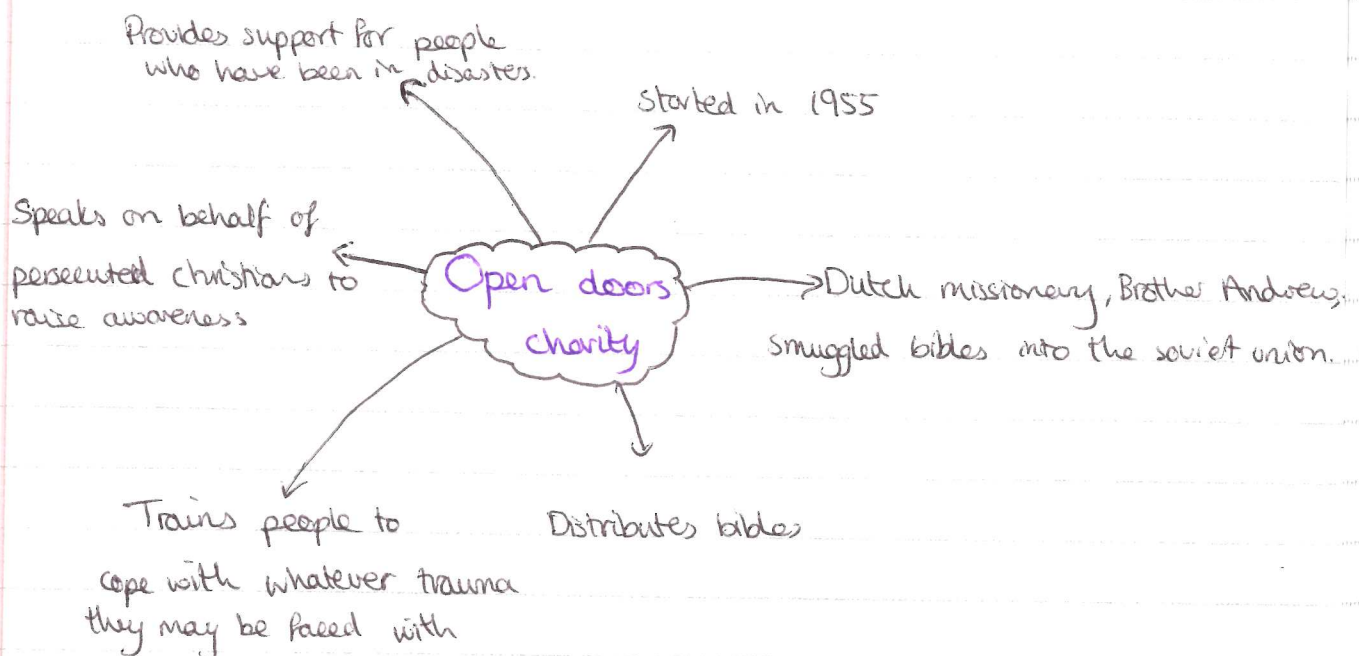 Provides support for people
who have been in disasters.
Started in 1955
Speaks on behalf of
persecuted christians to
raise awareness
Open doors
charity
Dutch missionary, Brother Andrew,
smuggled bibles into the soviet union.
Trains people to
cope with whatever trauma
they may be faced with
Distributes bibles